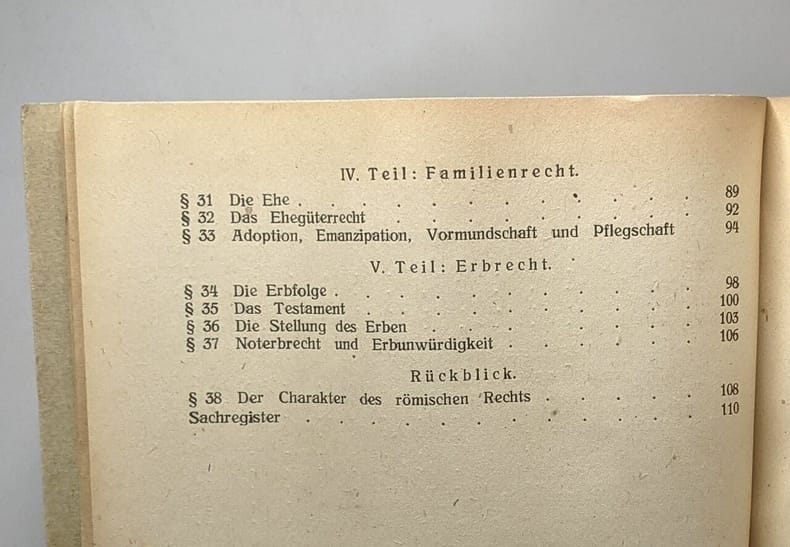 IV. Teil: Familienrecht.
§ 31 Die Ehe . . . . . . . . . . 89
§ 32 Das Ehegüterrecht . . . . . . . . 92
§ 33 Adoption, Emanzipation, Vormundschaft und Pflegschaft 94
V. Teil: Erbrecht.
§ 34 Die Erbfolge . . . . . . . . . 98
§ 35 Das Testament . . . . . . . . . 100
§ 36 Die Stellung des Erben . . . . . . . 103
§ 37 Noterbrecht und Erbunwürdigkeit . . . . . . 106
Rückblick.
§ 38 Der Charakter des römischen Rechts . . . . . 108
Sachregister . . . . . . . . . 110